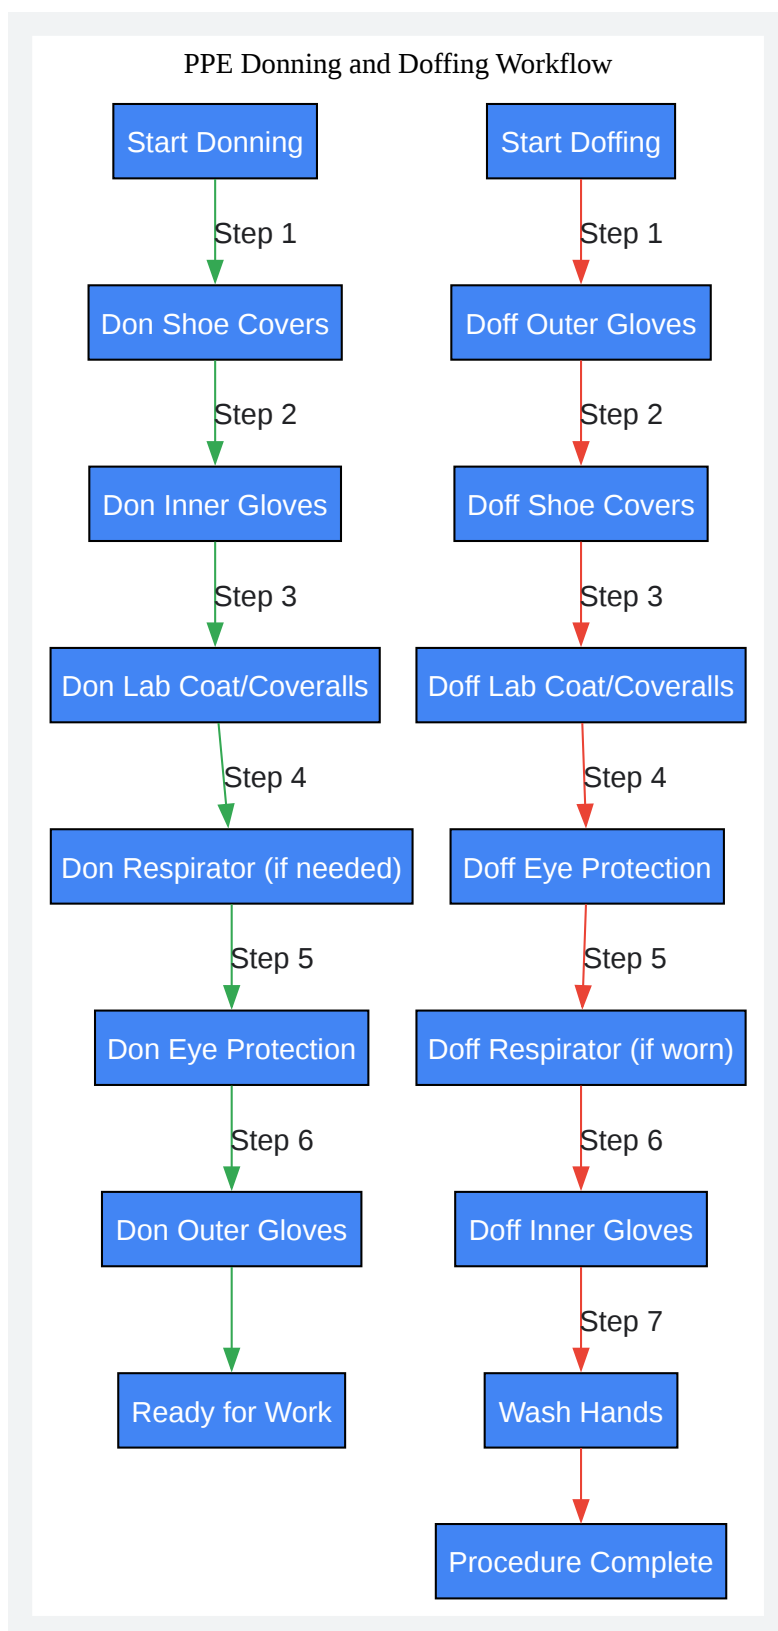 PPE Donning and Doffing Workflow
Start Donning
Step 1
Don Shoe Covers
Step 2
Don Inner Gloves
Step 3
Don Lab Coat/Coveralls
Step 4
Don Respirator (if needed)
Step 5
Don Eye Protection
Step 6
Don Outer Gloves
Ready for Work
Start Doffing
Step 1
Doff Outer Gloves
Step 2
Doff Shoe Covers
Step 3
Doff Lab Coat/Coveralls
Step 4
Doff Eye Protection
Step 5
Doff Respirator (if worn)
Step 6
Doff Inner Gloves
Step 7
Wash Hands
Procedure Complete